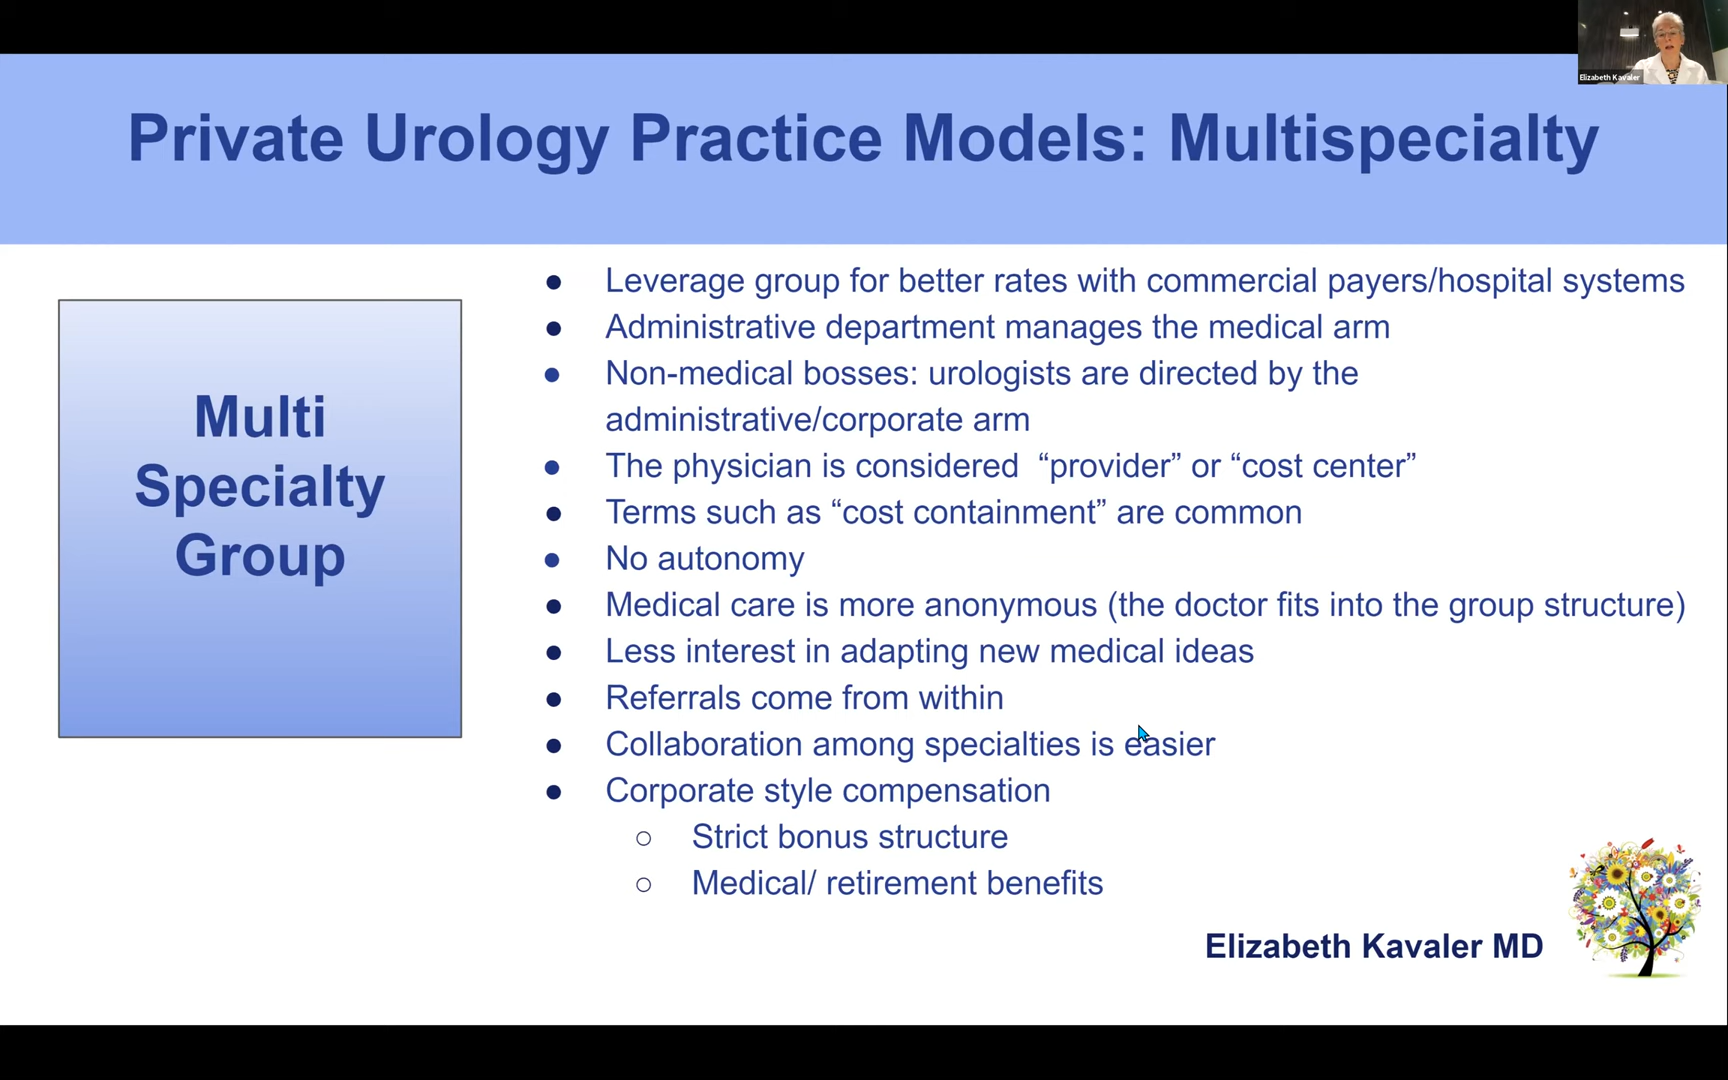 Elizabeth Kavaler
Private Urology Practice Models: Multispecialty
Multi
Specialty
Group
● Leverage group for better rates with commercial payers/hospital systems
● Administrative department manages the medical arm
● Non-medical bosses: urologists are directed by the
administrative/corporate arm
● The physician is considered “provider” or “cost center”
● Terms such as “cost containment” are common
● No autonomy
● Medical care is more anonymous (the doctor fits into the group structure)
● Less interest in adapting new medical ideas
● Referrals come from within
● Collaboration among specialties is easier
● Corporate style compensation
○ Strict bonus structure
○ Medical/ retirement benefits
Elizabeth Kavaler MD